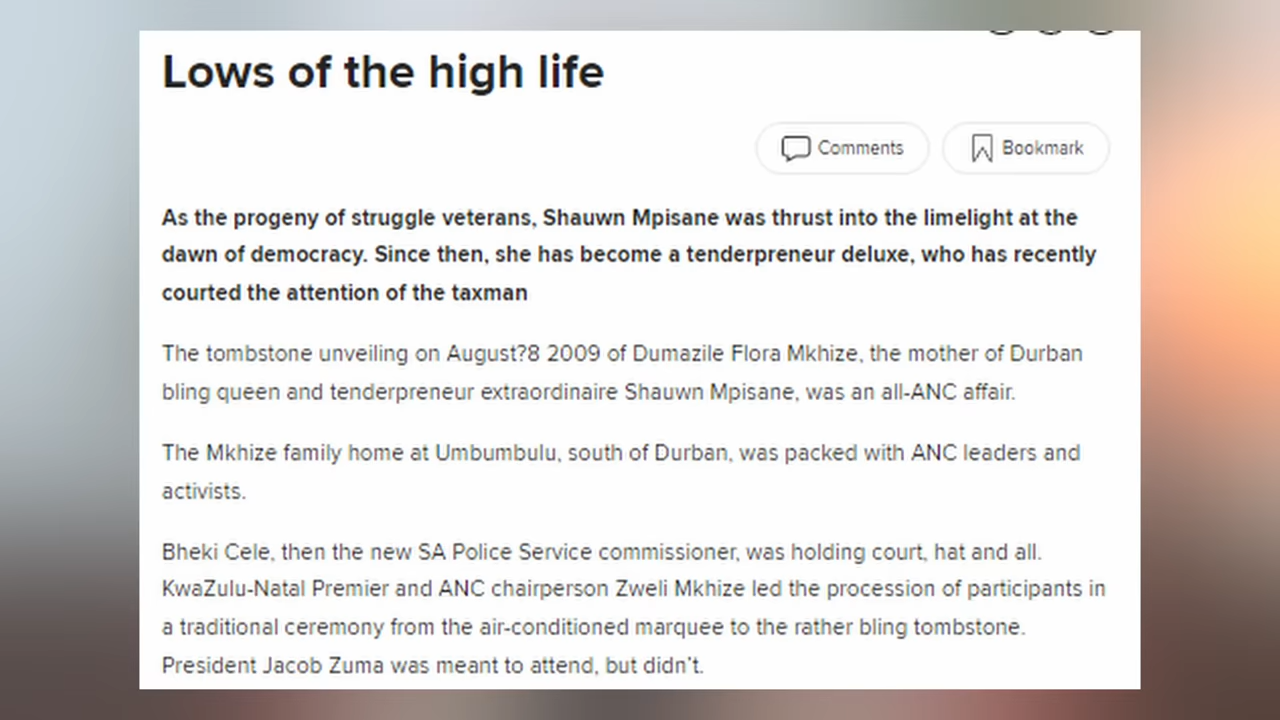 Lows of the high life
Comments
Bookmark
As the progeny of struggle veterans, Shauwn Mpisane was thrust into the limelight at the
dawn of democracy. Since then, she has become a tenderpreneur deluxe, who has recently
courted the attention of the taxman
The tombstone unveiling on August?8 2009 of Dumazile Flora Mkhize, the mother of Durban
bling queen and tenderpreneur extraordinaire Shauwn Mpisane, was an all-ANC affair.
The Mkhize family home at Umbumbulu, south of Durban, was packed with ANC leaders and
activists.
Bheki Cele, then the new SA Police Service commissioner, was holding court, hat and all.
KwaZulu-Natal Premier and ANC chairperson Zweli Mkhize led the procession of participants in
a traditional ceremony from the air-conditioned marquee to the rather bling tombstone.
President Jacob Zuma was meant to attend, but didn’t.